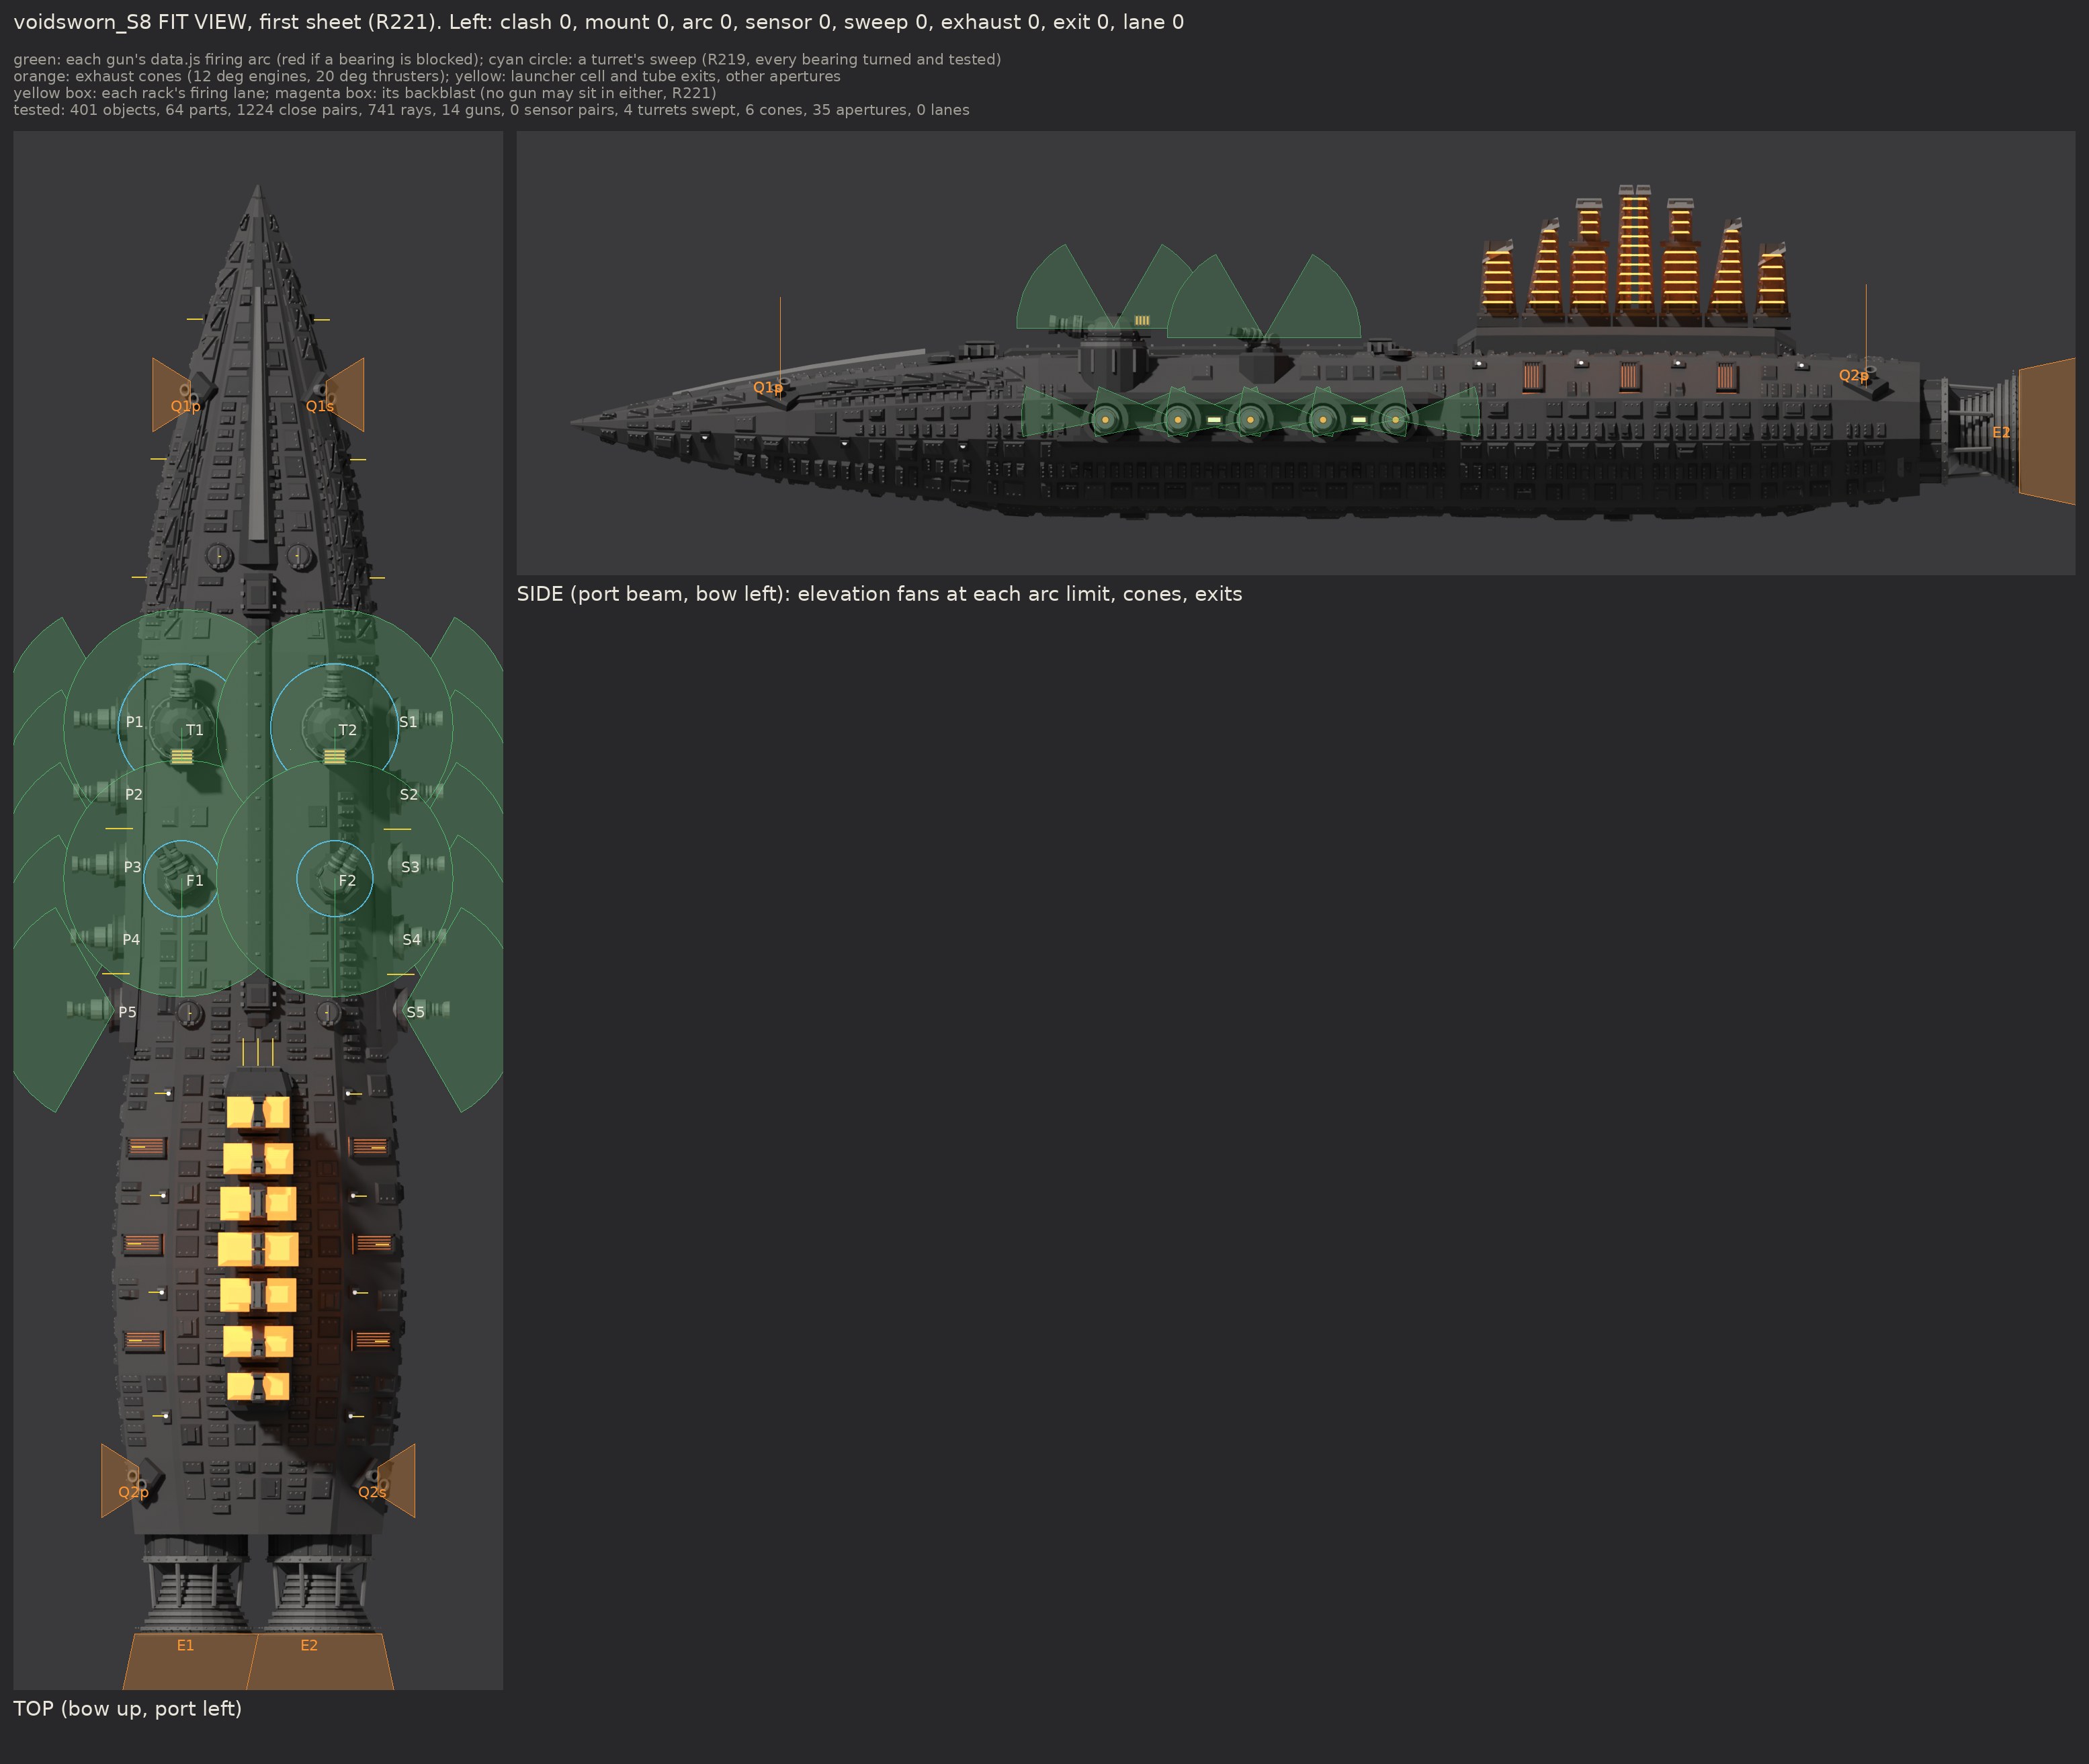 voidsworn_S8 FIT VIEW, first sheet (R221). Left: clash 0, mount 0, arc 0, sensor 0, sweep 0, exhaust 0, exit 0, lane 0
green: each gun's data.js firing arc (red if a bearing is blocked); cyan circle: a turret's sweep (R219, every bearing turned and tested)
orange: exhaust cones (12 deg engines, 20 deg thrusters); yellow: launcher cell and tube exits, other apertures
yellow box: each rack's firing lane; magenta box: its backblast (no gun may sit in either, R221)
tested: 401 objects, 64 parts, 1224 close pairs, 741 rays, 14 guns, 0 sensor pairs, 4 turrets swept, 6 cones, 35 apertures, 0 lanes
Q1p
Q1s
P1
T1
T2
S1
P2
S2
P3
S3
F1
F2
P4
S4
P5
S5
Q2p
Q2s
E1
E2
TOP (bow up, port left)
Q1p
Q2p
SIDE (port beam, bow left): elevation fans at each arc limit, cones, exits